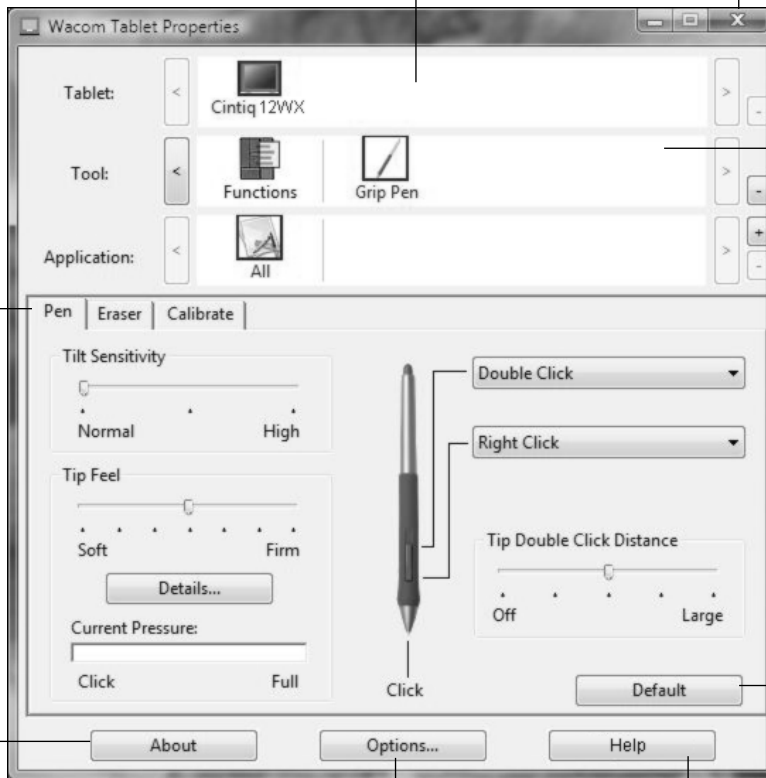 Wacom Tablet Properties
Tablet:
Cintiq 12WX
Tool:
Functions
Grip Pen
Application:
All
Pen
Eraser
Calibrate
Tilt Sensitivity
Normal
High
Double Click
Right Click
Tip Feel
Soft
Firm
Details...
Current Pressure:
Click
Full
Click
Tip Double Click Distance
Off
Large
Default
About
Options...
Help